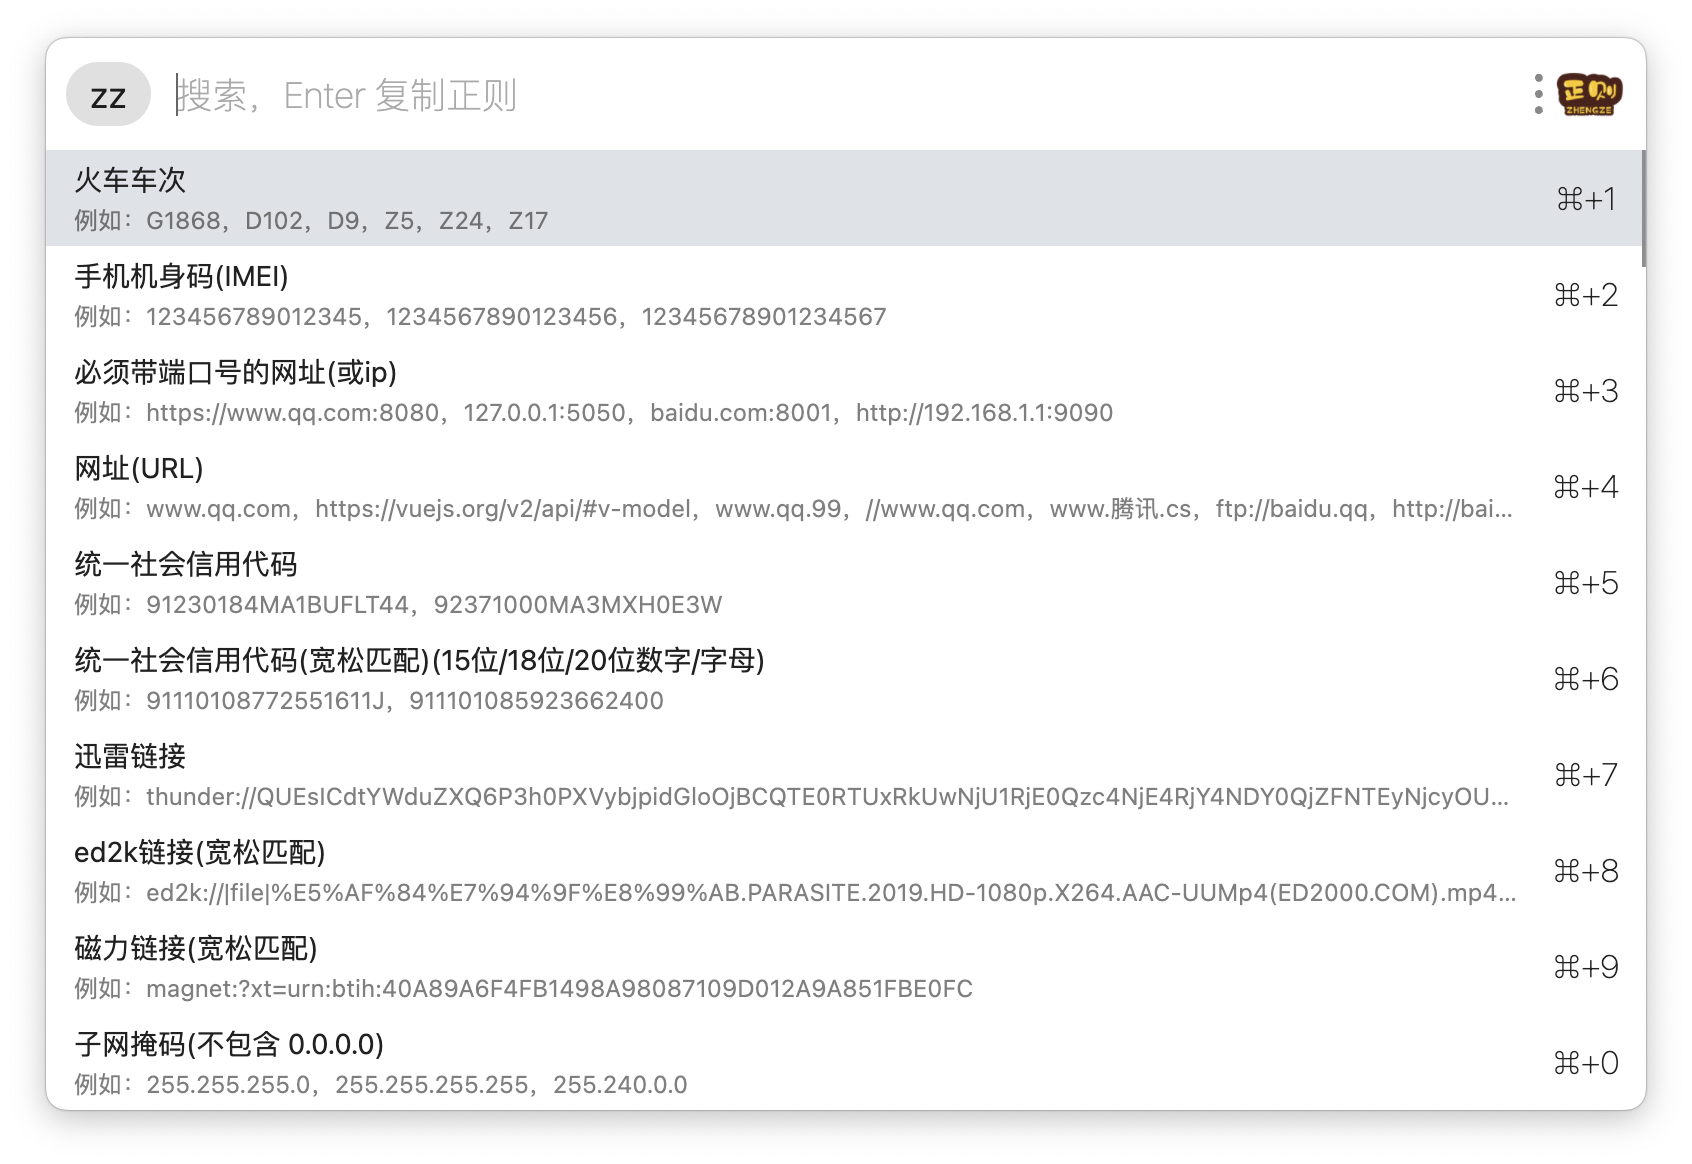 zz
搜索，Enter 复制正则
正则
ZHENGZE
火车车次
例如：G1868，D102，D9，Z5，Z24，Z17
⌘+1
手机机身码(IMEI)
例如：123456789012345，1234567890123456，12345678901234567
⌘+2
必须带端口号的网址(或ip)
例如：https://www.qq.com:8080，127.0.0.1:5050，baidu.com:8001，http://192.168.1.1:9090
⌘+3
网址(URL)
例如：www.qq.com，https://vuejs.org/v2/api/#v-model，www.qq.99，//www.qq.com，www.腾讯.cs，ftp://baidu.qq，http://bai...
⌘+4
统一社会信用代码
例如：91230184MA1BUFLT44，92371000MA3MXH0E3W
⌘+5
统一社会信用代码(宽松匹配)(15位/18位/20位数字/字母)
例如：91110108772551611J，911101085923662400
⌘+6
迅雷链接
例如：thunder://QUEsICdtYWduZXQ6P3h0PXVybjpidGloOjBCQTE0RTUxRkUwNjU1RjE0Qzc4NjE4RjY4NDY0QjZFNTEyNjcyOU...
⌘+7
ed2k链接(宽松匹配)
例如：ed2k://|file|%E5%AF%84%E7%94%9F%E8%99%AB.PARASITE.2019.HD-1080p.X264.AAC-UUMp4(ED2000.COM).mp4...
⌘+8
磁力链接(宽松匹配)
例如：magnet:?xt=urn:btih:40A89A6F4FB1498A98087109D012A9A851FBE0FC
⌘+9
子网掩码(不包含 0.0.0.0)
例如：255.255.255.0，255.255.255.255，255.240.0.0
⌘+0